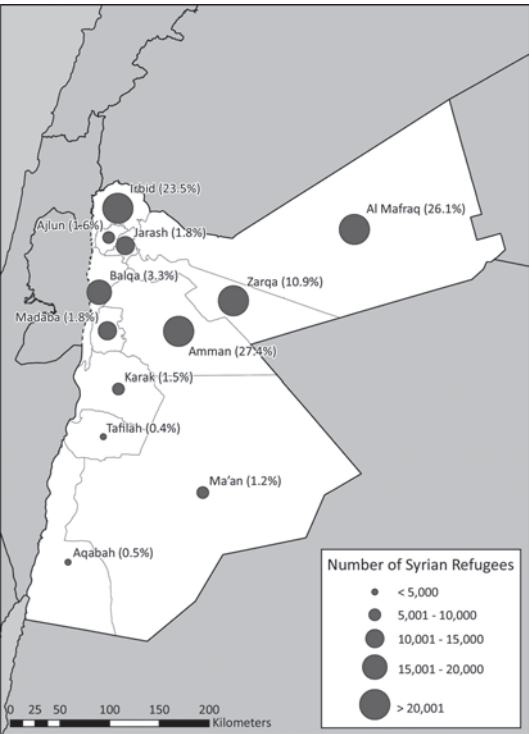 Irbid (23.5%)
Al Mafraq (26.1%)
Ajlun (1.6%)
Jarash (1.8%)
Balqa (3.3%)
Zarqa (10.9%)
Madaba (1.8%)
Amman (27.4%)
Karak (1.5%)
Tafilah (0.4%)
Ma'an (1.2%)
Aqabah (0.5%)
Number of Syrian Refugees
< 5,000
5,001 - 10,000
10,001 - 15,000
15,001 - 20,000
> 20,001
0 25 50 100 150 200
Kilometers